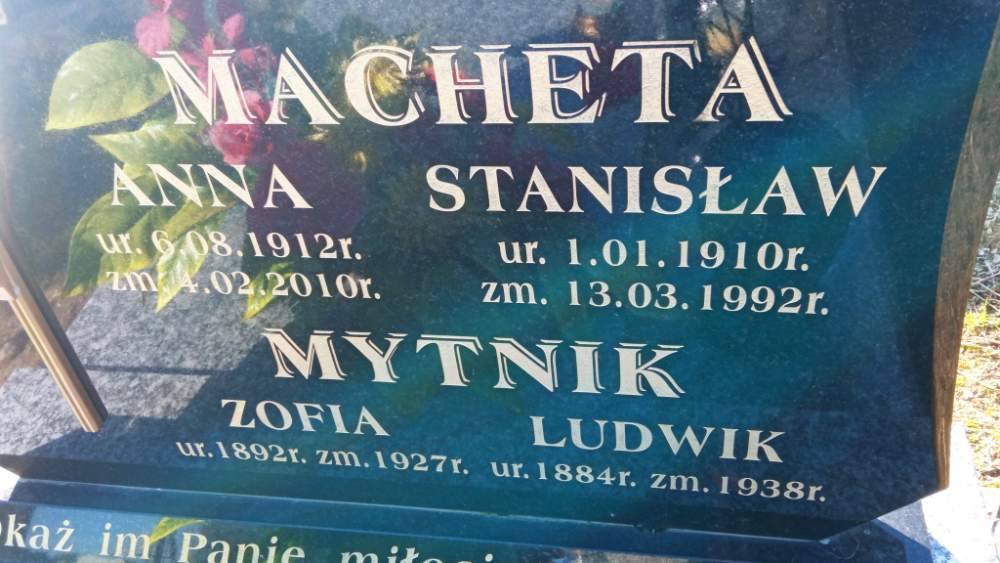 MACHETA
ANNA STANISŁAW
ur. 6.08.1912r. ur. 1.01.1910r.
zm. 4.02.2010r. zm. 13.03.1992r.
MYTNIK
ZOFIA LUDWIK
ur.1892r. zm.1927r. ur.1884r. zm.1938r.
im Panie